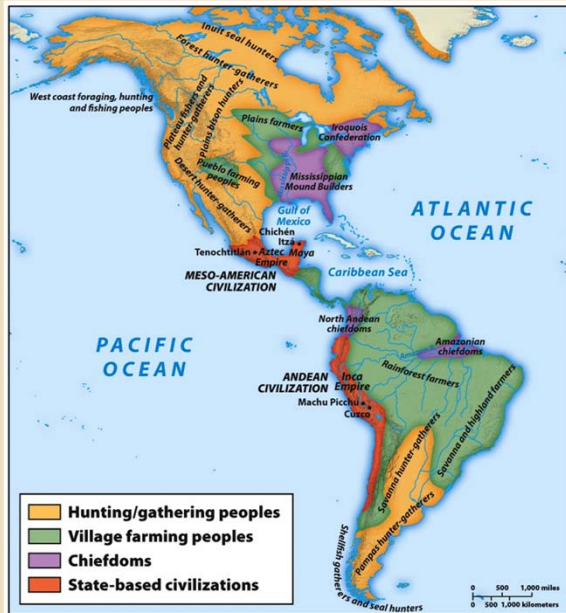 Inuit seal hunters
Forest hunter-gatherers
West coast foraging, hunting
and fishing peoples
Plateau fishers and
hunter-gatherers
Plains bison hunters
Plains farmers
Iroquois
Confederation
Pueblo farming
peoples
Desert hunter-gatherers
Mississippian
Mound Builders
Gulf of
Mexico
ATLANTIC
OCEAN
Chichén
Itzá
Maya
Tenochtitlán
Aztec
Empire
MESO-AMERICAN
CIVILIZATION
Caribbean Sea
North Andean
chiefdoms
Amazonian
chiefdoms
PACIFIC
OCEAN
Rainforest farmers
ANDEAN
CIVILIZATION
Inca
Empire
Machu Picchu
Cuzco
Savanna and highland farmers
Savanna hunter-gatherers
Pampas hunter-gatherers
Shellfish gatherers and seal hunters
Hunting/gathering peoples
Village farming peoples
Chiefdoms
State-based civilizations
0 500 1,000 miles
0 500 1,000 kilometers